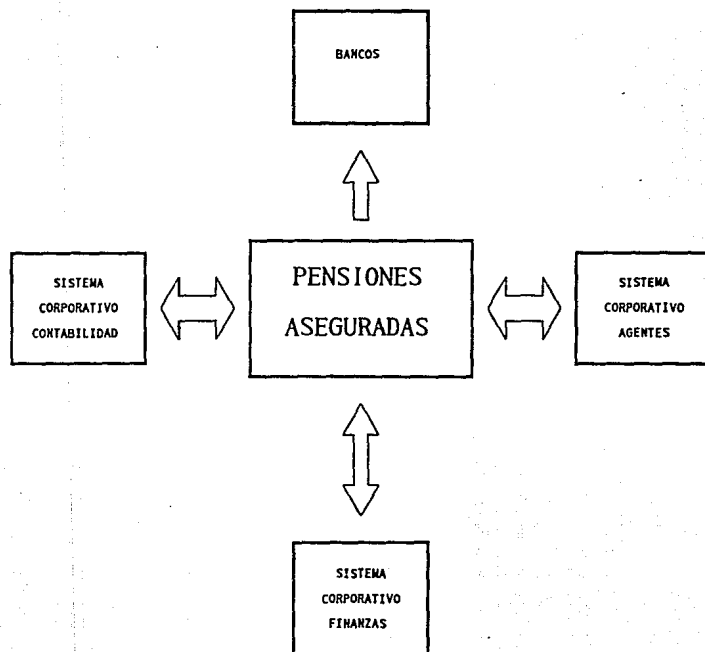 BANCOS
PENSIONES
ASEGURADAS
SISTEMA
CORPORATIVO
CONTABILIDAD
SISTEMA
CORPORATIVO
AGENTES
SISTEMA
CORPORATIVO
FINANZAS